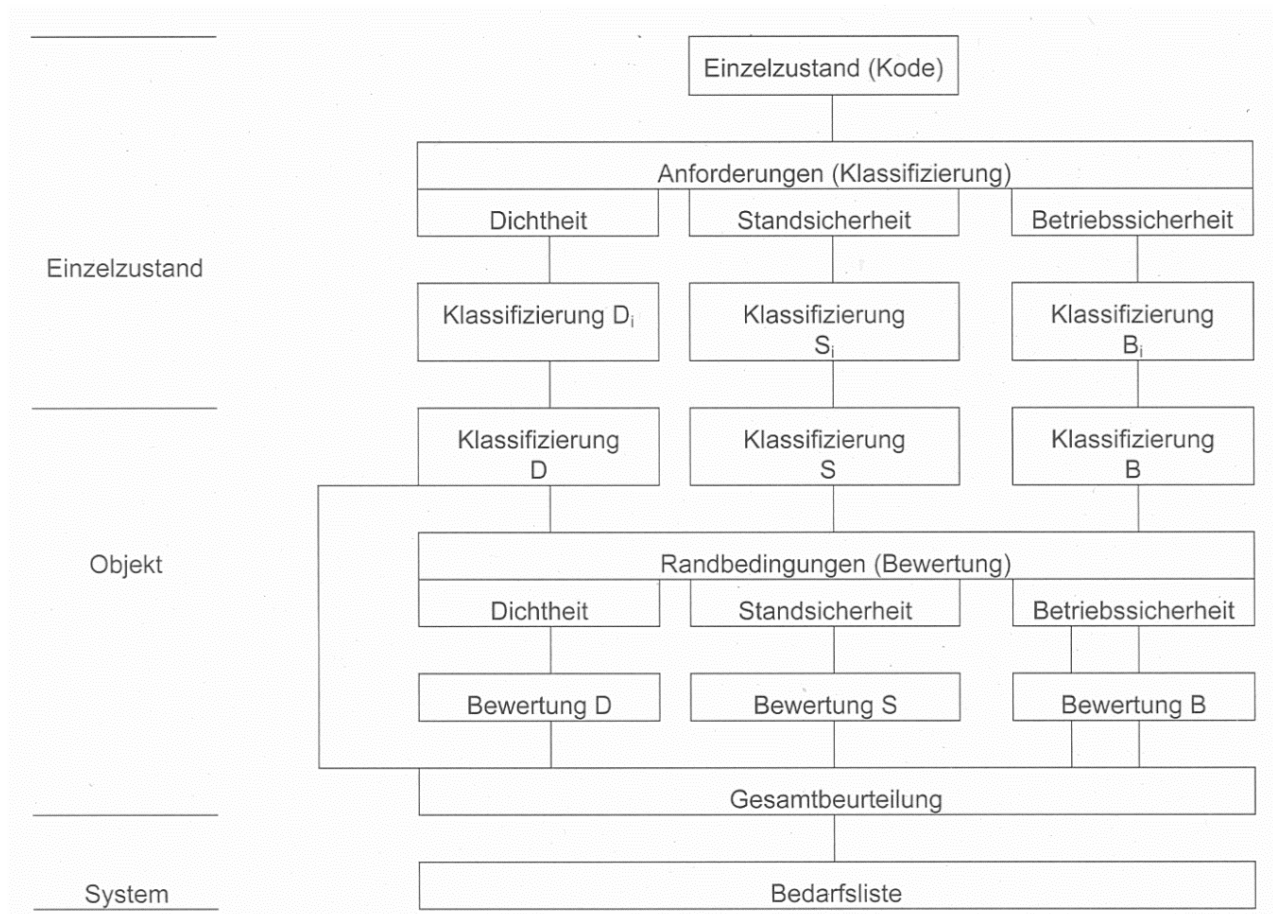 Einzelzustand (Kode)
Anforderungen (Klassifizierung)
Dichtheit
Standsicherheit
Betriebssicherheit
Einzelzustand
Klassifizierung Di
Klassifizierung
Si
Klassifizierung
Bi
Klassifizierung
D
Klassifizierung
S
Klassifizierung
B
Objekt
Randbedingungen (Bewertung)
Dichtheit
Standsicherheit
Betriebssicherheit
Bewertung D
Bewertung S
Bewertung B
Gesamtbeurteilung
System
Bedarfsliste